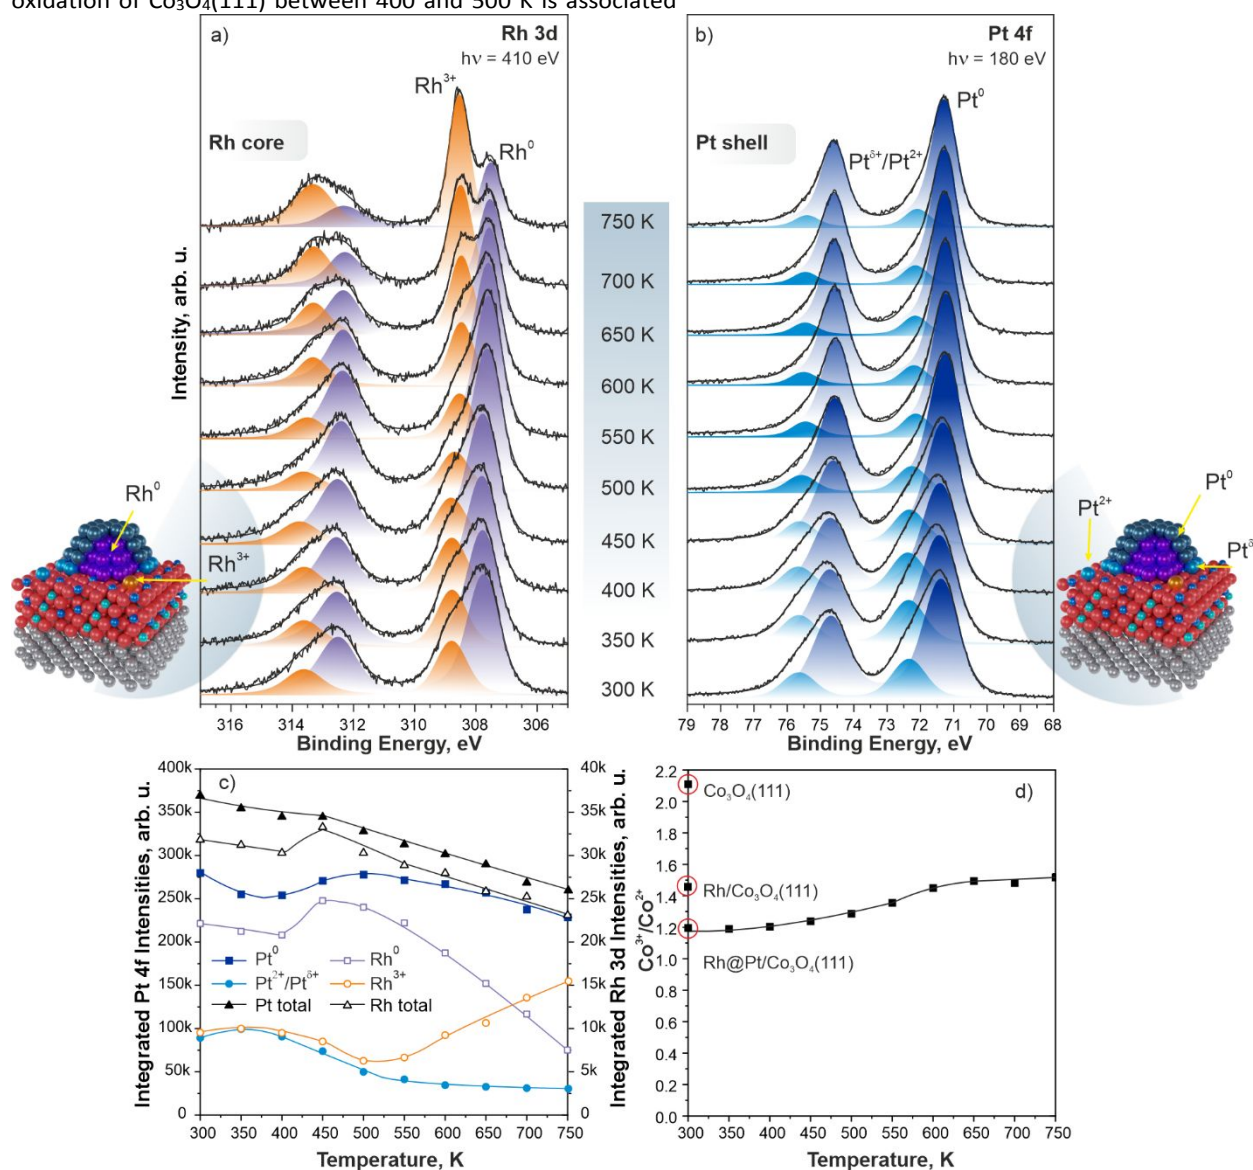 oxidation of Co₃O₄(111) between 400 and 500 K is associated
a)
Rh 3d
hν = 410 eV
Rh³⁺
Rh⁰
Rh core
Intensity, arb. u.
316 314 312 310 308 306
Binding Energy, eV
750 K
700 K
650 K
600 K
550 K
500 K
450 K
400 K
350 K
300 K
b)
Pt 4f
hν = 180 eV
Pt⁰
Pt^δ+/Pt²⁺
Pt shell
79 78 77 76 75 74 73 72 71 70 69 68
Binding Energy, eV
Rh⁰
Rh³⁺
Pt²⁺
Pt⁰
Pt^δ
c)
Integrated Pt 4f Intensities, arb. u.
400k
350k
300k
250k
200k
150k
100k
50k
0
Pt⁰
Rh⁰
Pt²⁺/Pt^δ+
Rh³⁺
Pt total
Rh total
40k
35k
30k
25k
20k
15k
10k
5k
0
Integrated Rh 3d Intensities, arb. u.
300 350 400 450 500 550 600 650 700 750
Temperature, K
d)
Co³⁺/Co²⁺
2.2
2.0
1.8
1.6
1.4
1.2
1.0
0.8
0.6
0.4
0.2
0.0
Co₃O₄(111)
Rh/Co₃O₄(111)
Rh@Pt/Co₃O₄(111)
300 350 400 450 500 550 600 650 700 750
Temperature, K